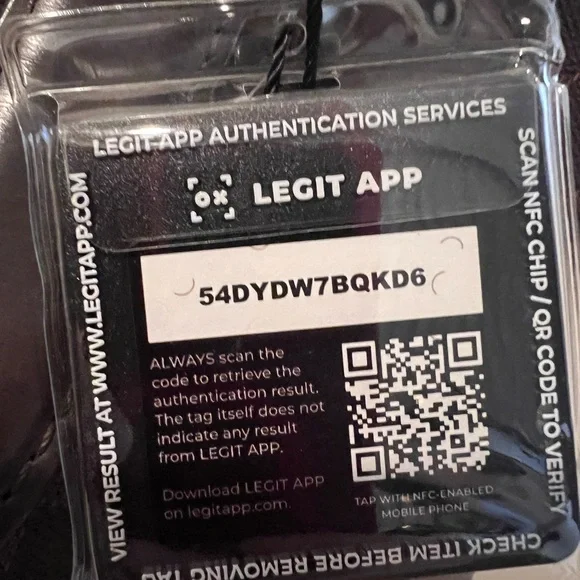 LEGIT APP AUTHENTICATION SERVICES
LEGIT APP
54DYDW7BQKD6
ALWAYS scan the
code to retrieve the
authentication result.
The tag itself does not
indicate any result
from LEGIT APP.
Download LEGIT APP
on legitapp.com.
TAP WITH NFC-ENABLED
MOBILE PHONE
SCAN NFC CHIP / QR CODE TO VERIFY
CHECK ITEM BEFORE REMOVING TAG
VIEW RESULT AT WWW.LEGITAPP.COM